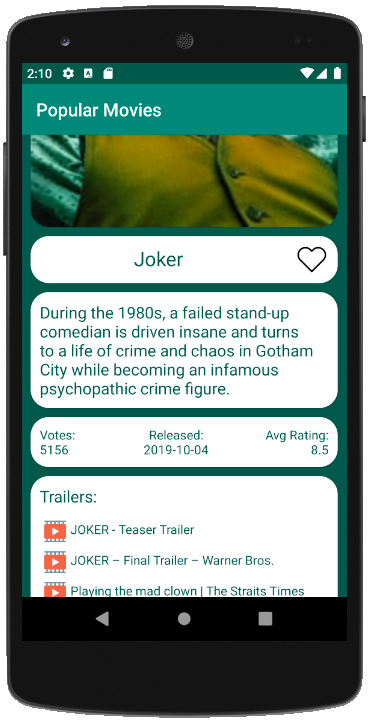 2:10
Popular Movies
Joker
During the 1980s, a failed stand-up
comedian is driven insane and turns
to a life of crime and chaos in Gotham
City while becoming an infamous
psychopathic crime figure.
Votes: Released: Avg Rating:
5156 2019-10-04 8.5
Trailers:
JOKER - Teaser Trailer
JOKER – Final Trailer – Warner Bros.
Playing the mad clown | The Straits Times